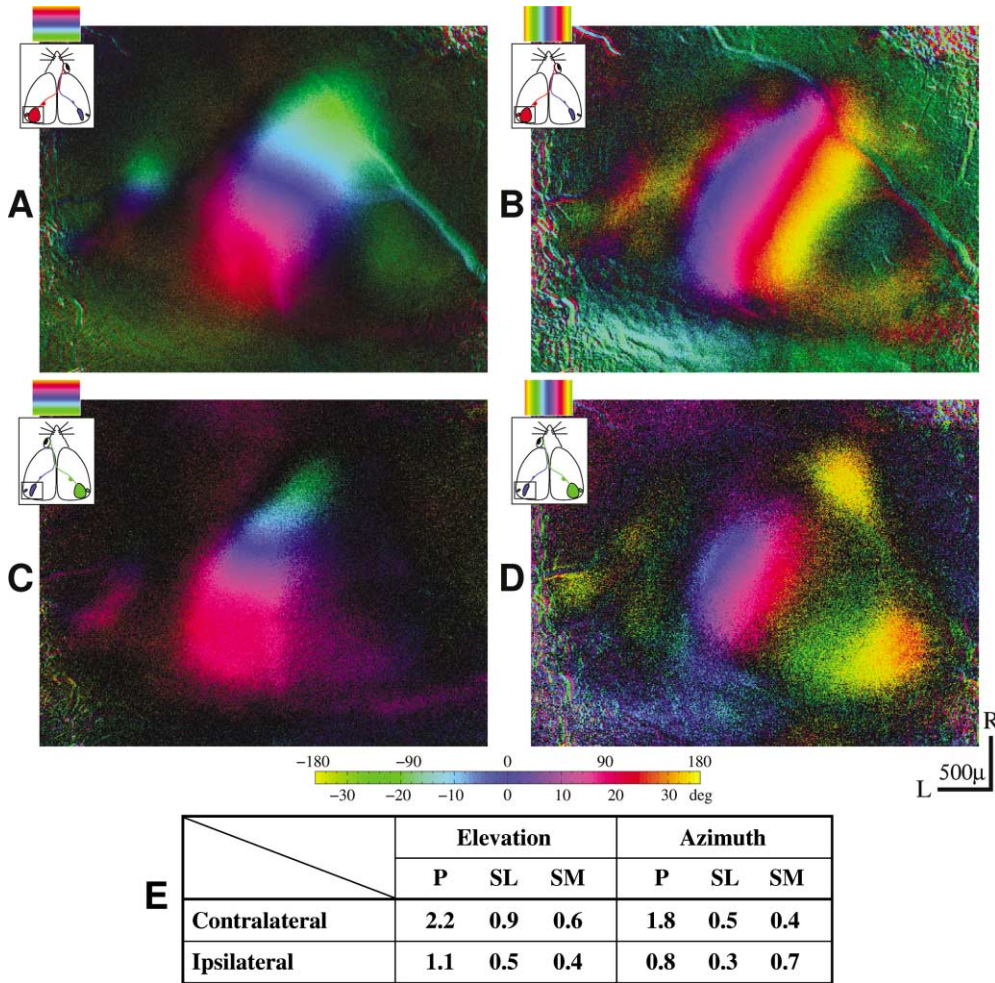 A
B
C
D
R
L
500μ
−180 −90 0 90 180
−30 −20 −10 0 10 20 30 deg
E
Elevation Azimuth
P SL SM P SL SM
Contralateral 2.2 0.9 0.6 1.8 0.5 0.4
Ipsilateral 1.1 0.5 0.4 0.8 0.3 0.7